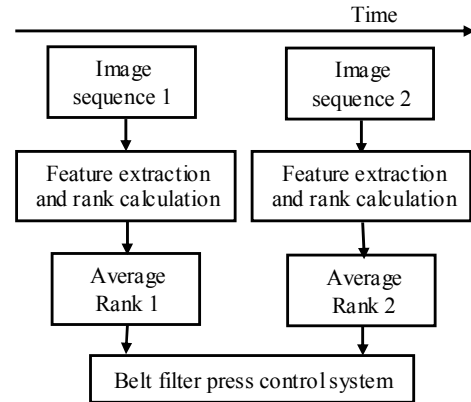 Time
Image
sequence 1
Image
sequence 2
Feature extraction
and rank calculation
Feature extraction
and rank calculation
Average
Rank 1
Average
Rank 2
Belt filter press control system